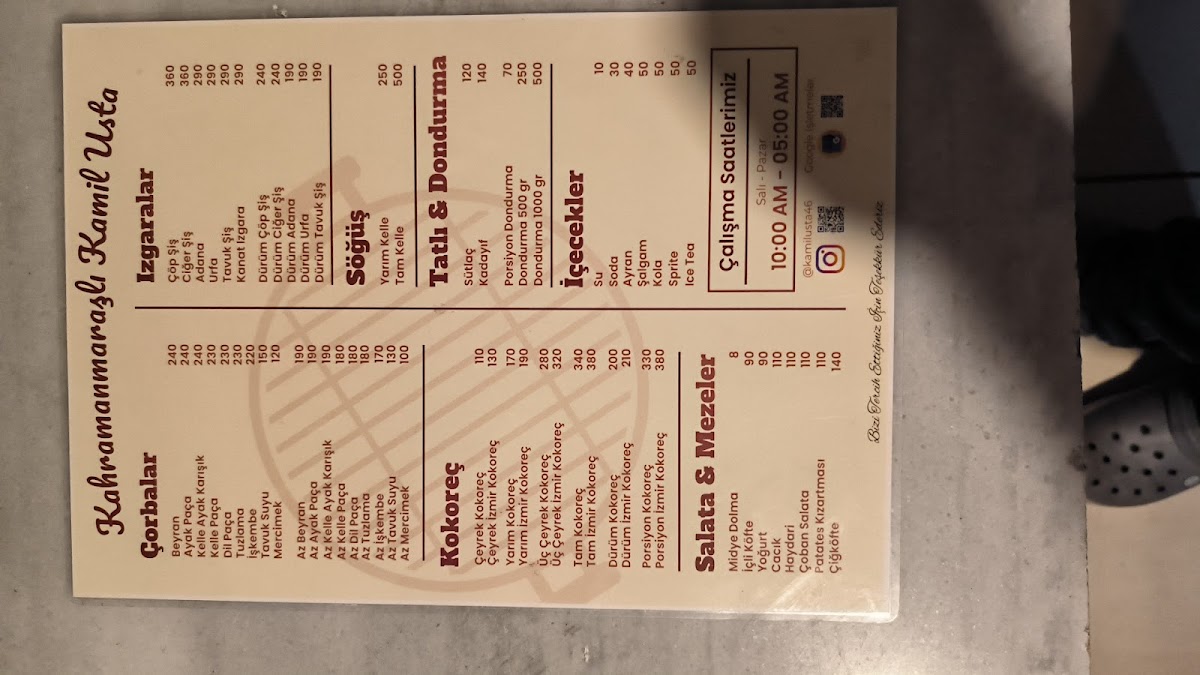 Kahramanmaraşlı Kamil Usta
Çorbalar
Beyran 240
Ayak Paça 240
Kelle Ayak Karışık 240
Kelle Paça 230
Dil Paça 230
Tuzlama 230
İşkembe 220
Tavuk Suyu 150
Mercimek 120
Az Beyran 190
Az Ayak Paça 190
Az Kelle Ayak Karışık 190
Az Kelle Paça 180
Az Dil Paça 180
Az Tuzlama 180
Az İşkembe 170
Az Tavuk Suyu 130
Az Mercimek 100
Kokoreç
Çeyrek Kokoreç 110
Çeyrek İzmir Kokoreç 130
Yarım Kokoreç 170
Yarım İzmir Kokoreç 190
Üç Çeyrek Kokoreç 280
Üç Çeyrek İzmir Kokoreç 320
Tam Kokoreç 340
Tam İzmir Kokoreç 380
Dürüm Kokoreç 200
Dürüm İzmir Kokoreç 210
Porsiyon Kokoreç 330
Porsiyon İzmir Kokoreç 380
Salata & Mezeler
Midye Dolma 8
İçli Köfte 90
Yoğurt 90
Cacık 110
Haydari 110
Çoban Salata 110
Patates Kızartması 110
Çiğköfte 140
Izgaralar
Çöp Şiş 360
Ciğer Şiş 360
Adana 290
Urfa 290
Tavuk Şiş 290
Kanat Izgara 290
Dürüm Çöp Şiş 240
Dürüm Ciğer Şiş 240
Dürüm Adana 190
Dürüm Urfa 190
Dürüm Tavuk Şiş 190
Söğüş
Yarım Kelle 250
Tam Kelle 500
Tatlı & Dondurma
Sütlaç 120
Kadayıf 140
Porsiyon Dondurma 70
Dondurma 500 gr 250
Dondurma 1000 gr 500
İçecekler
Su 10
Soda 30
Ayran 40
Şalgam 50
Kola 50
Sprite 50
Ice Tea 50
Çalışma Saatlerimiz
Salı - Pazar
10:00 AM – 05:00 AM
@kamilusta46
Google İşletmeler
Bizi Tercih Ettiğiniz İçin Teşekkür Ederiz